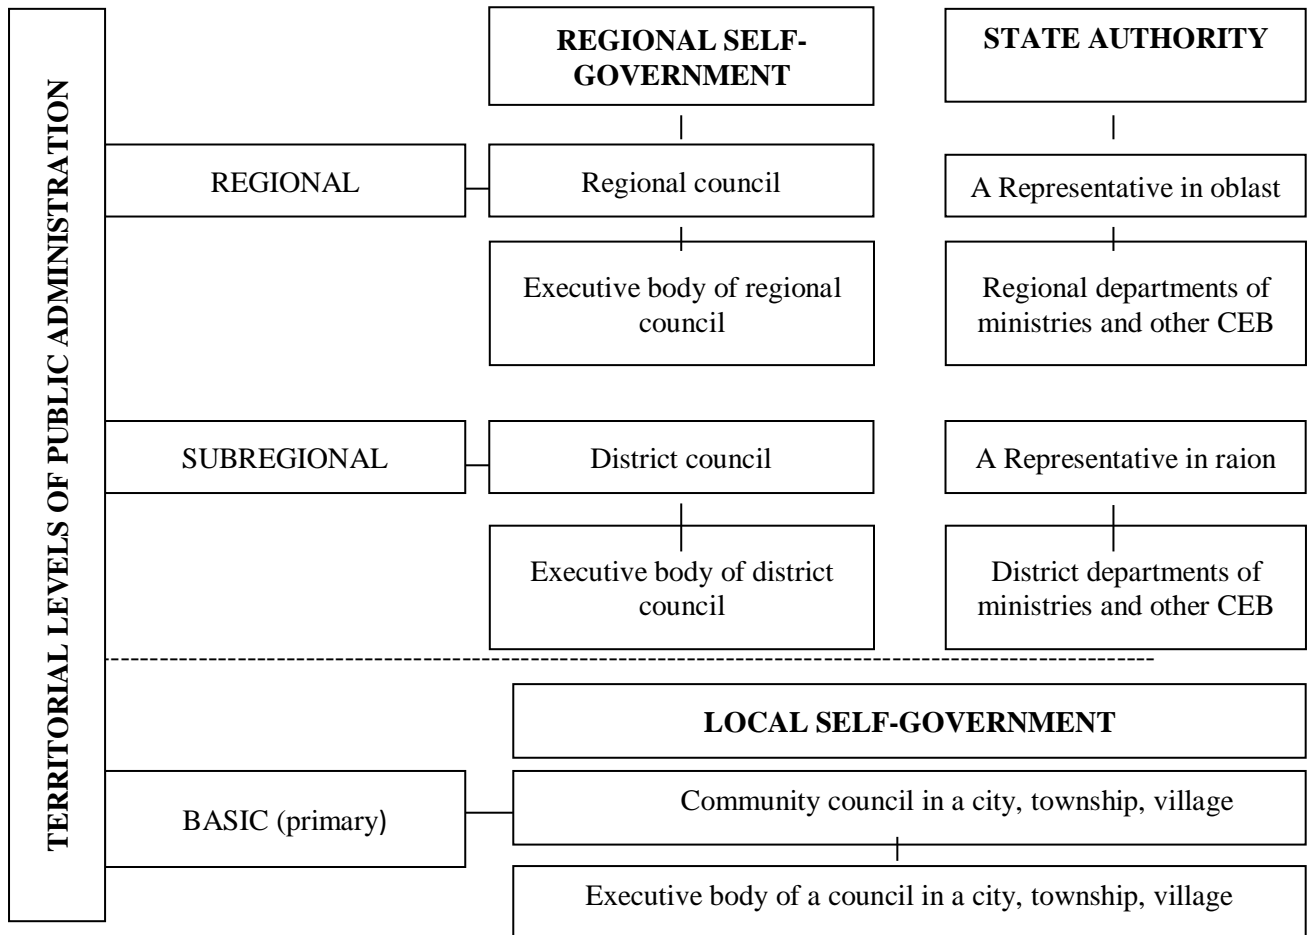 TERRITORIAL LEVELS OF PUBLIC ADMINISTRATION
REGIONAL SELF-
GOVERNMENT
STATE AUTHORITY
REGIONAL
Regional council
A Representative in oblast
Executive body of regional
council
Regional departments of
ministries and other CEB
SUBREGIONAL
District council
A Representative in raion
Executive body of district
council
District departments of
ministries and other CEB
LOCAL SELF-GOVERNMENT
BASIC (primary)
Community council in a city, township, village
Executive body of a council in a city, township, village